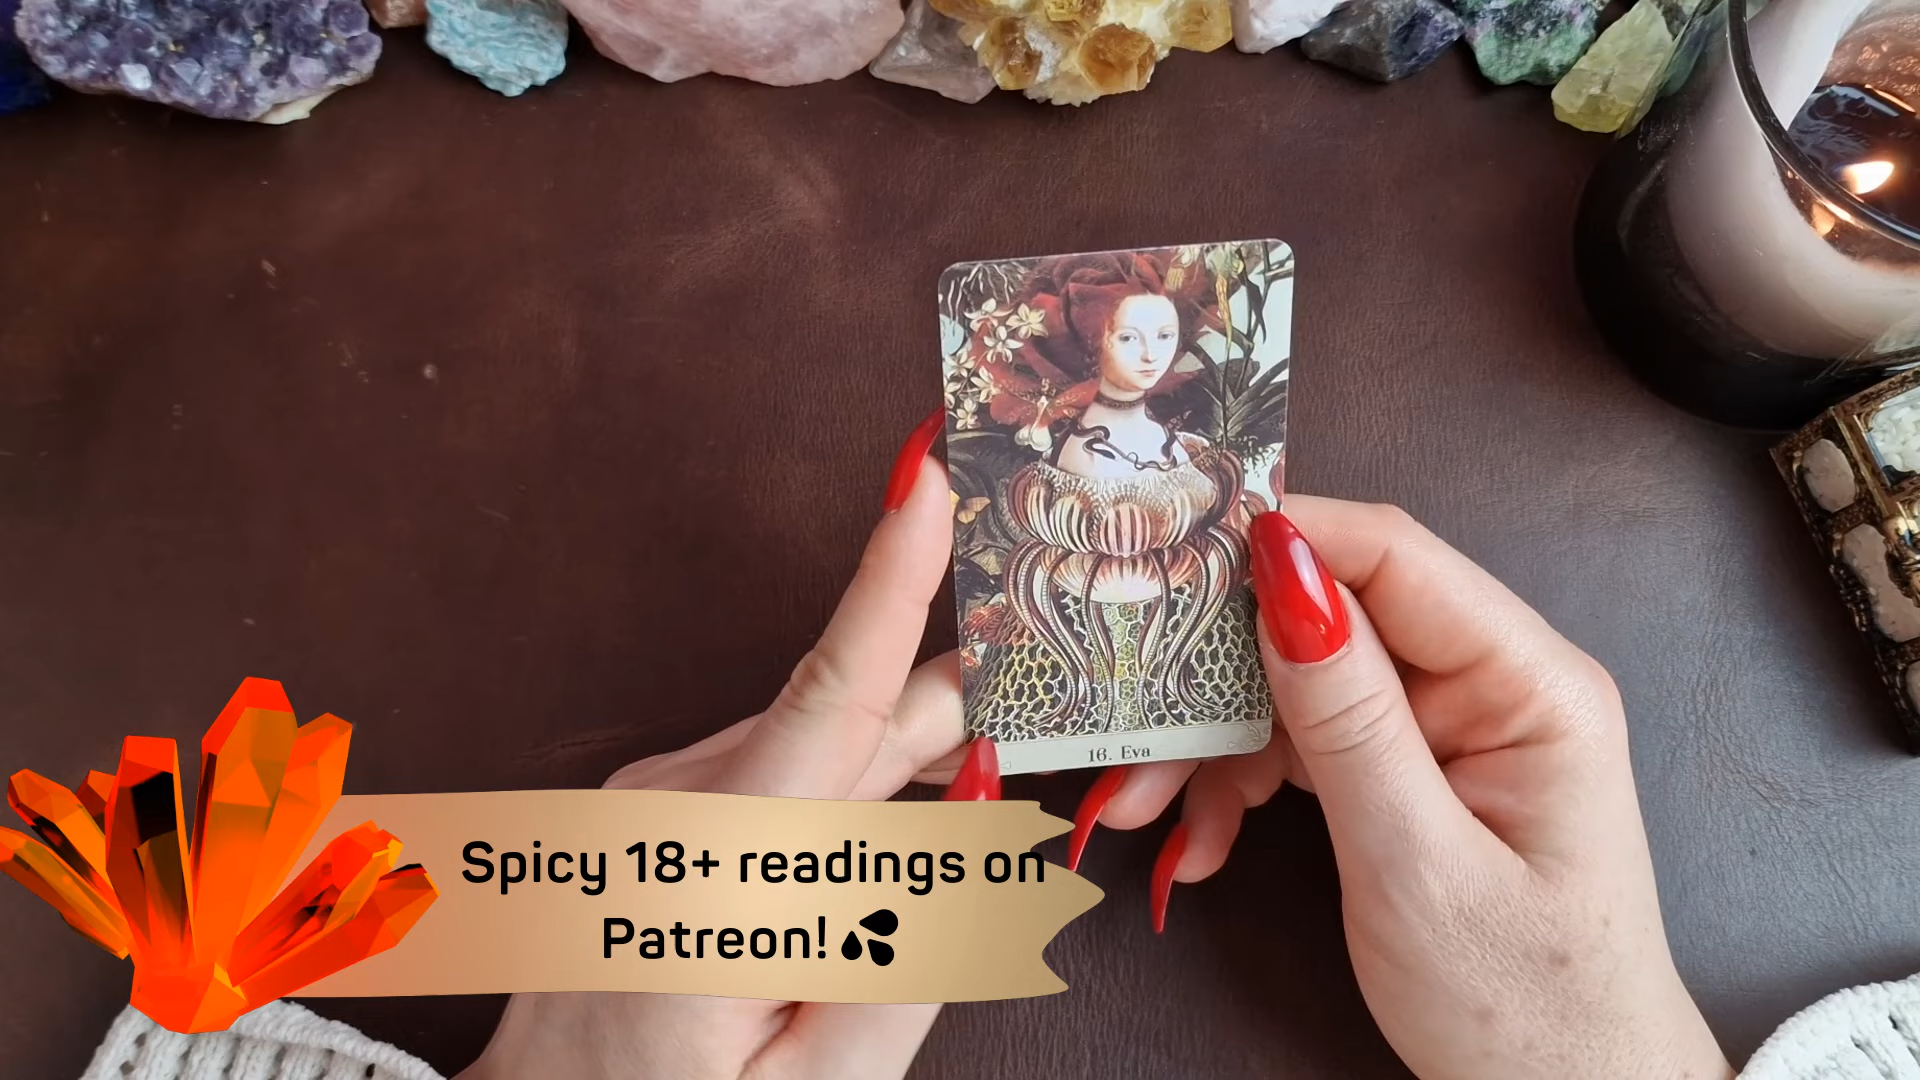 16. Eva
Spicy 18+ readings on
Patreon! 💦